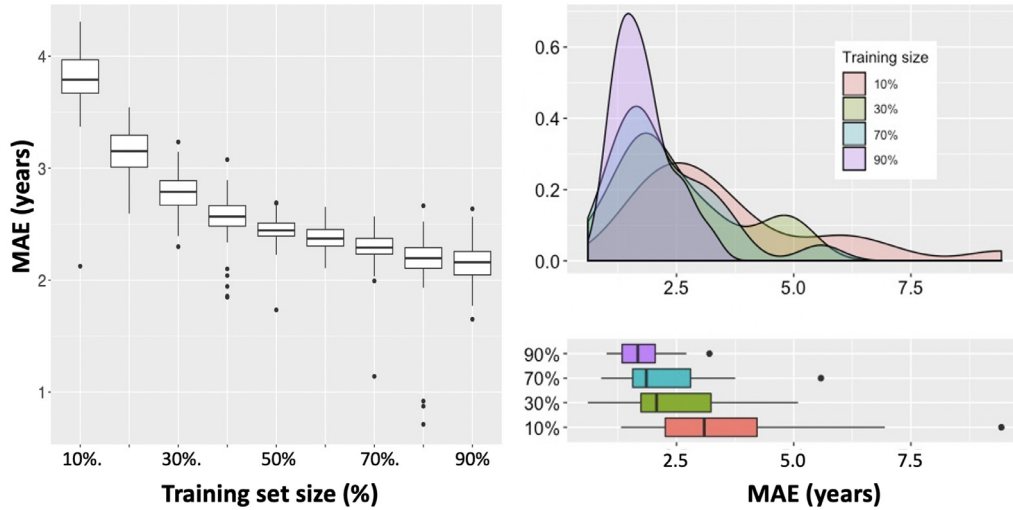 MAE (years)
4
3
2
1
10%. 30%. 50% 70%. 90%
Training set size (%)
0.6
0.4
0.2
0.0
2.5 5.0 7.5
Training size
10%
30%
70%
90%
90%
70%
30%
10%
2.5 5.0 7.5
MAE (years)